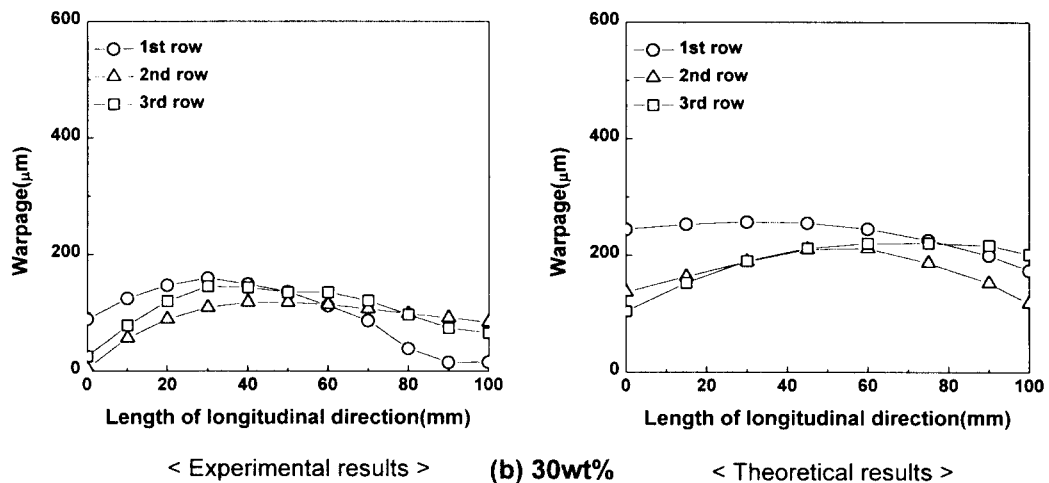 600
400
200
0
Warpage(μm)
1st row
2nd row
3rd row
0 20 40 60 80 100
Length of longitudinal direction(mm)
< Experimental results >
(b) 30wt%
600
400
200
0
Warpage(μm)
1st row
2nd row
3rd row
0 20 40 60 80 100
Length of longitudinal direction(mm)
< Theoretical results >